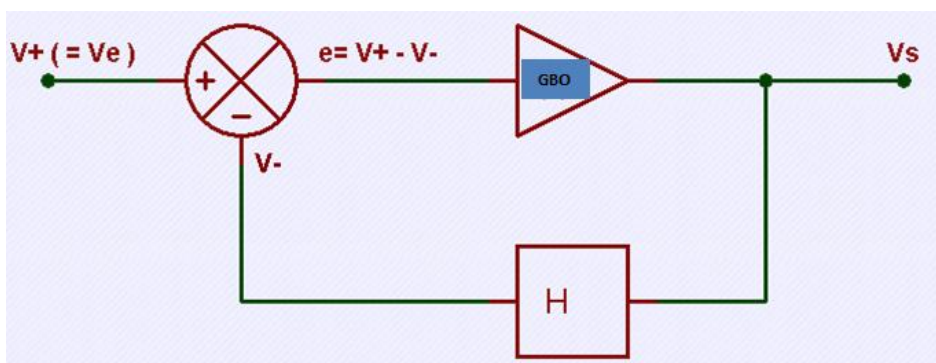 V+ ( = Ve )
e= V+ - V-
GBO
Vs
+
−
V-
H